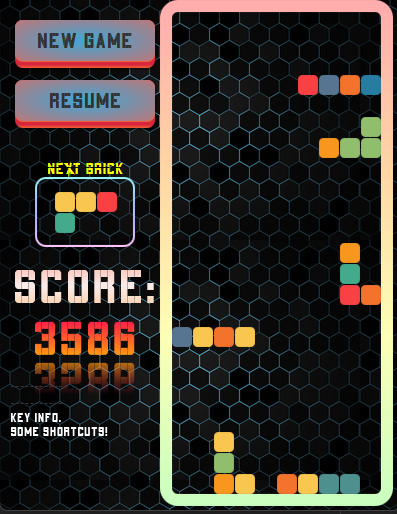 NEW GAME
RESUME
NEXT BRICK
SCORE:
3586
KEY INFO.
SOME SHORTCUTS!